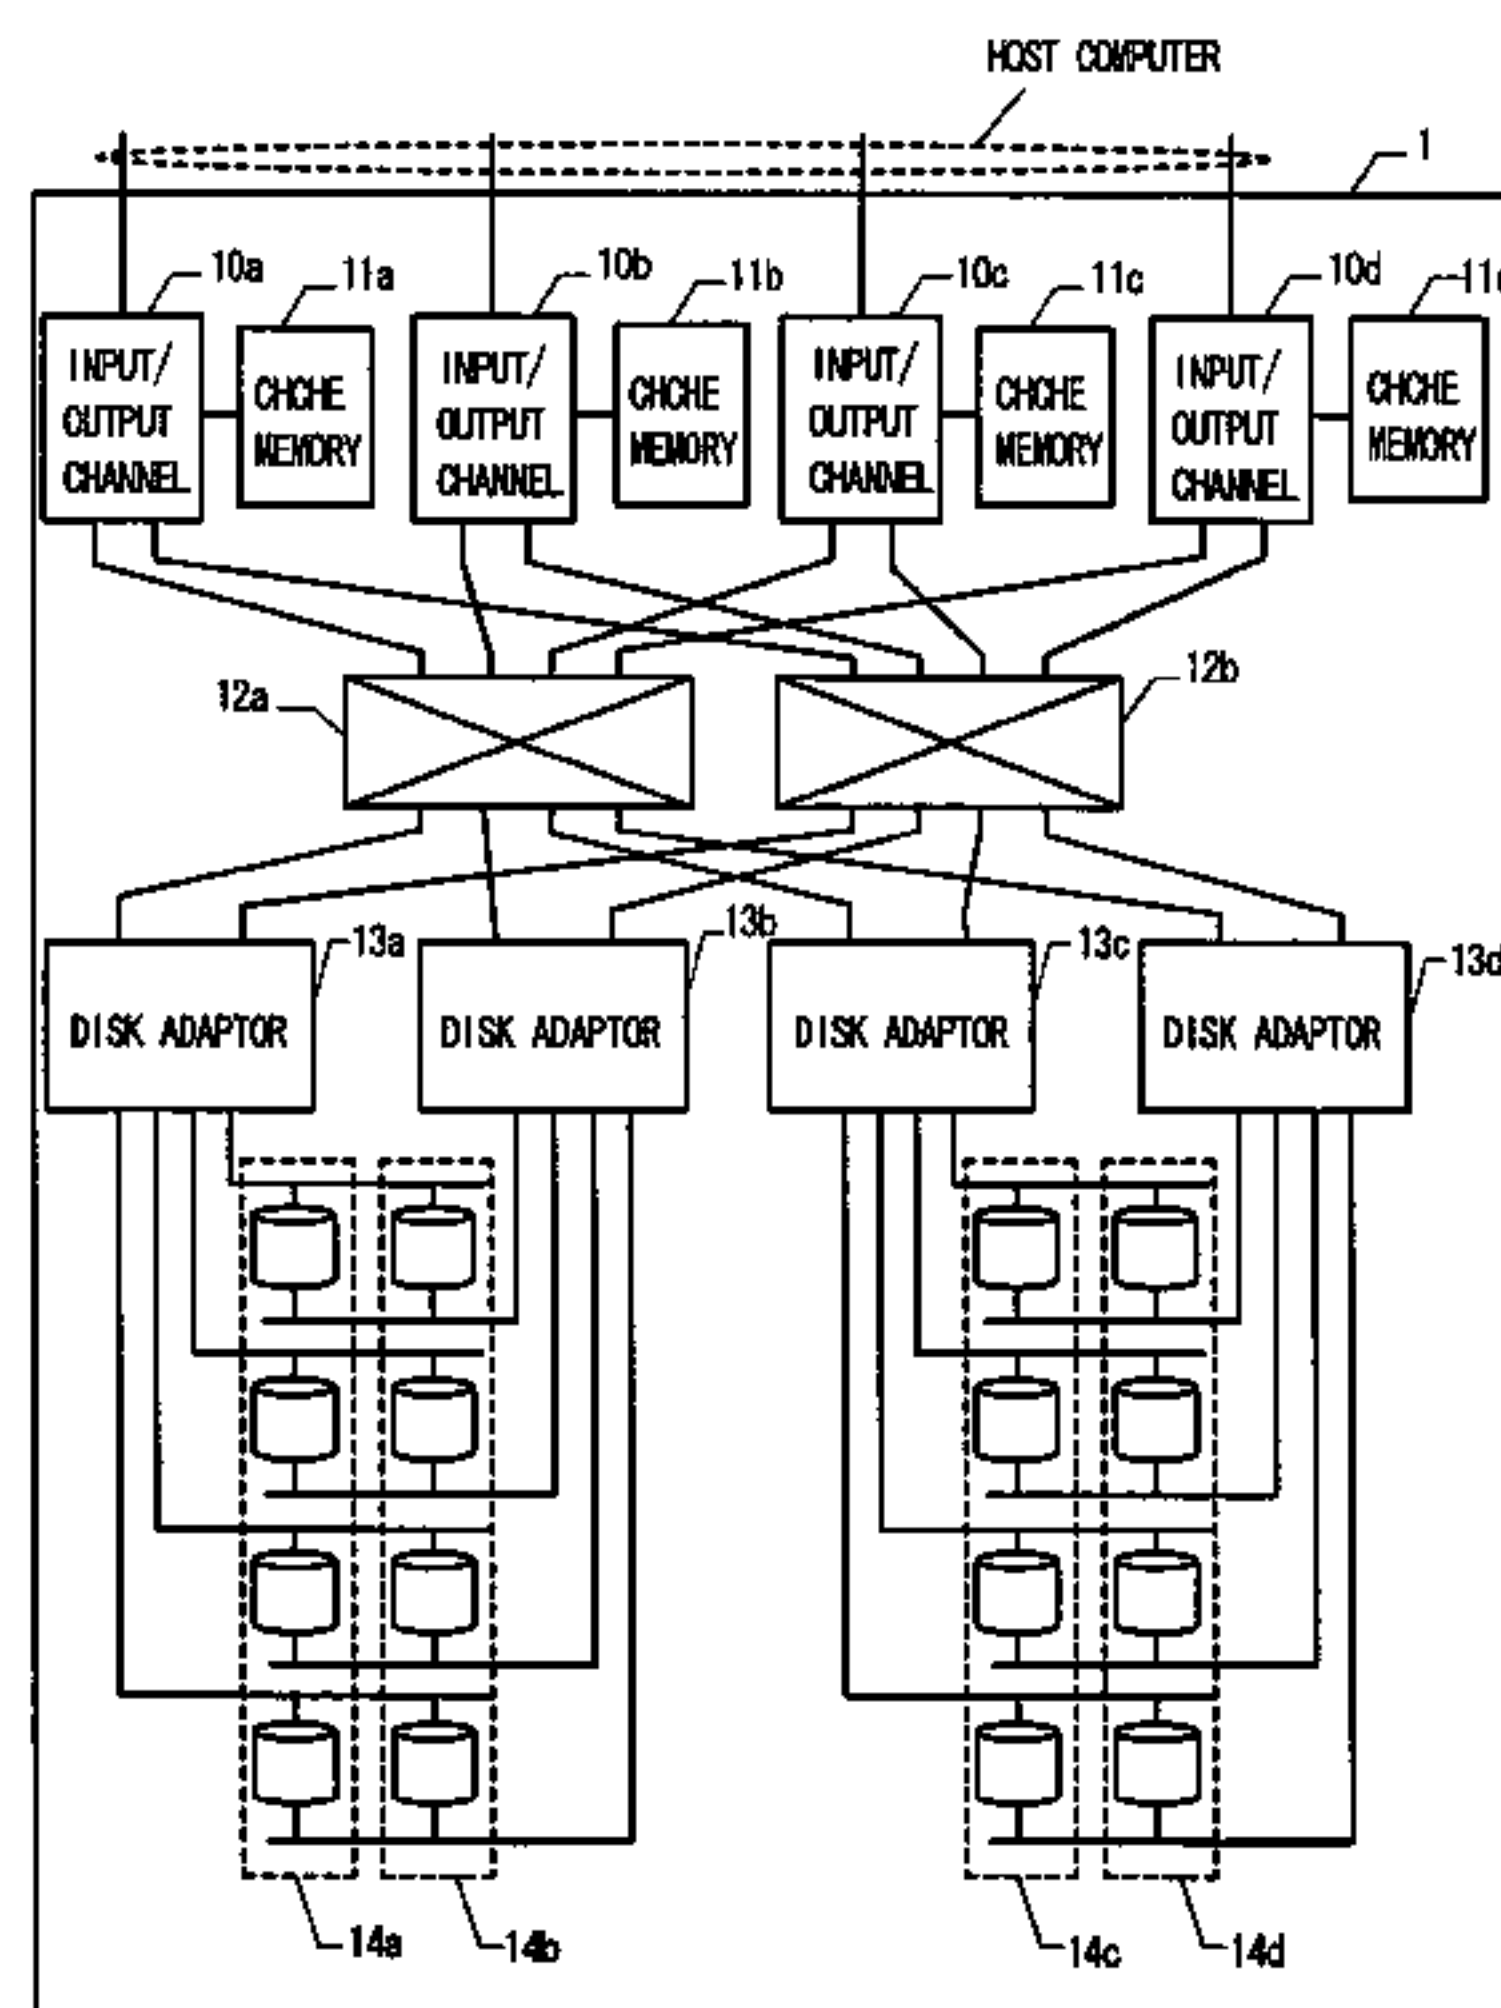 HOST COMPUTER
1
10a
11a
10b
11b
10c
11c
10d
INPUT/
OUTPUT
CHANNEL
CHCHE
MEMORY
INPUT/
OUTPUT
CHANNEL
CHCHE
MEMORY
INPUT/
OUTPUT
CHANNEL
CHCHE
MEMORY
INPUT/
OUTPUT
CHANNEL
CHCHE
MEMORY
12a
12b
13a
13b
13c
13d
DISK ADAPTOR
DISK ADAPTOR
DISK ADAPTOR
DISK ADAPTOR
14a
14b
14c
14d